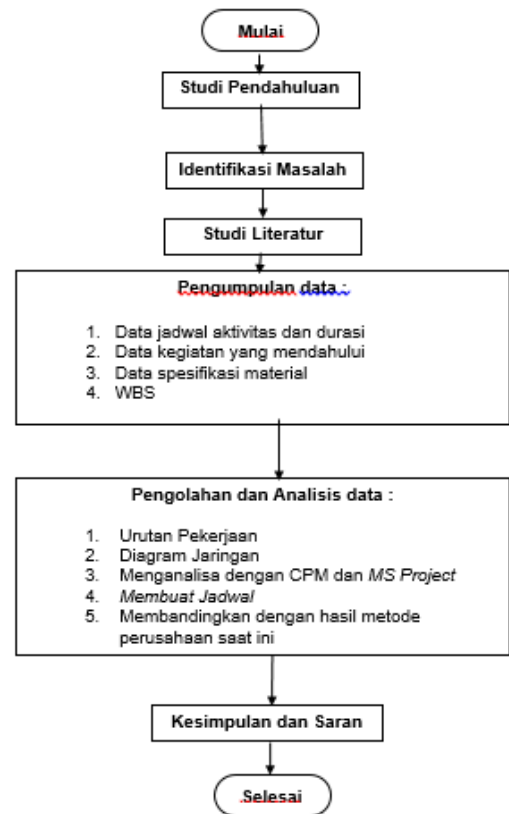 Mulai
Studi Pendahuluan
Identifikasi Masalah
Studi Literatur
Pengumpulan data :
1. Data jadwal aktivitas dan durasi
2. Data kegiatan yang mendahului
3. Data spesifikasi material
4. WBS
Pengolahan dan Analisis data :
1. Urutan Pekerjaan
2. Diagram Jaringan
3. Menganalisa dengan CPM dan MS Project
4. Membuat Jadwal
5. Membandingkan dengan hasil metode
perusahaan saat ini
Kesimpulan dan Saran
Selesai